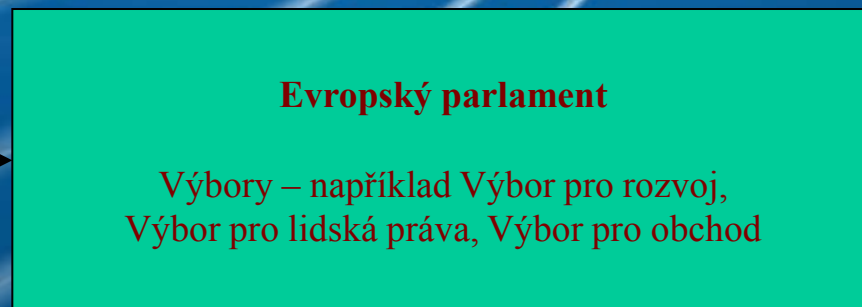 Evropský parlament
Výbory – například Výbor pro rozvoj,
Výbor pro lidská práva, Výbor pro obchod